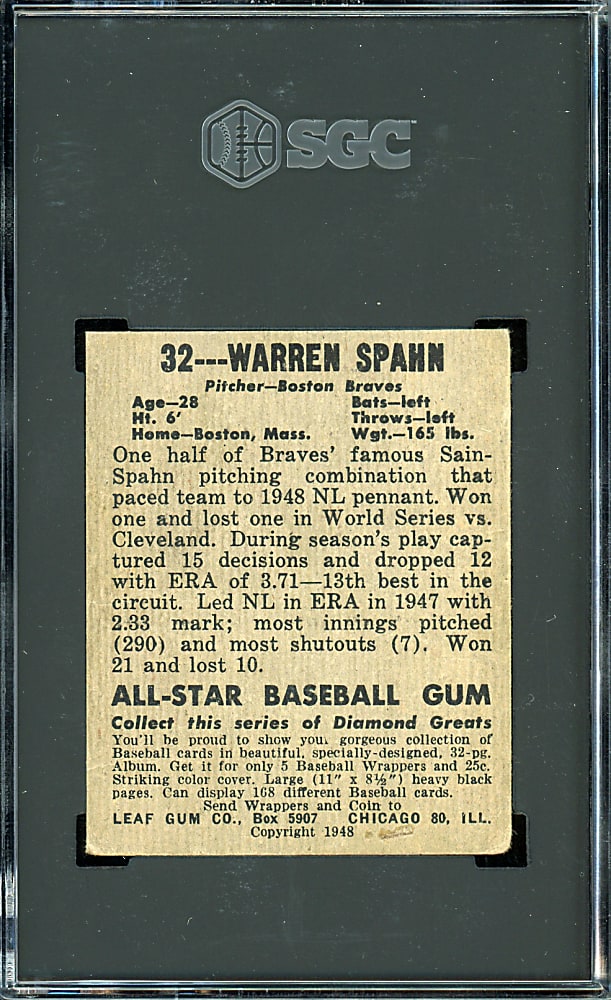 SGC
32---WARREN SPAHN
Pitcher—Boston Braves
Age—28 Bats—left
Ht. 6' Throws—left
Home—Boston, Mass. Wgt.—165 lbs.
One half of Braves' famous Sain-
Spahn pitching combination that
paced team to 1948 NL pennant. Won
one and lost one in World Series vs.
Cleveland. During season's play cap-
tured 15 decisions and dropped 12
with ERA of 3.71—13th best in the
circuit. Led NL in ERA in 1947 with
2.33 mark; most innings pitched
(290) and most shutouts (7). Won
21 and lost 10.
ALL-STAR BASEBALL GUM
Collect this series of Diamond Greats
You'll be proud to show your gorgeous collection of
Baseball cards in beautiful, specially-designed, 32-pg.
Album. Get it for only 5 Baseball Wrappers and 25c.
Striking color cover. Large (11" x 8½") heavy black
pages. Can display 168 different Baseball cards.
Send Wrappers and Coin to
LEAF GUM CO., Box 5907 CHICAGO 80, ILL.
Copyright 1948